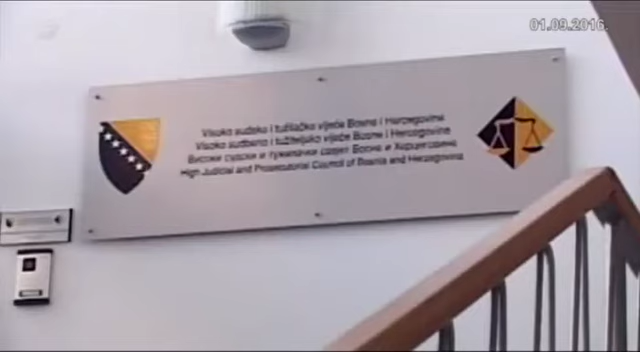 01.09.2016.
Visoko sudsko i tužilačko vijeće Bosne i Hercegovine
Visoko sudbeno i tužiteljsko vijeće Bosne i Hercegovine
Високи судски и тужилачки савјет Босне и Херцеговине
High Judicial and Prosecutorial Council of Bosnia and Herzegovina